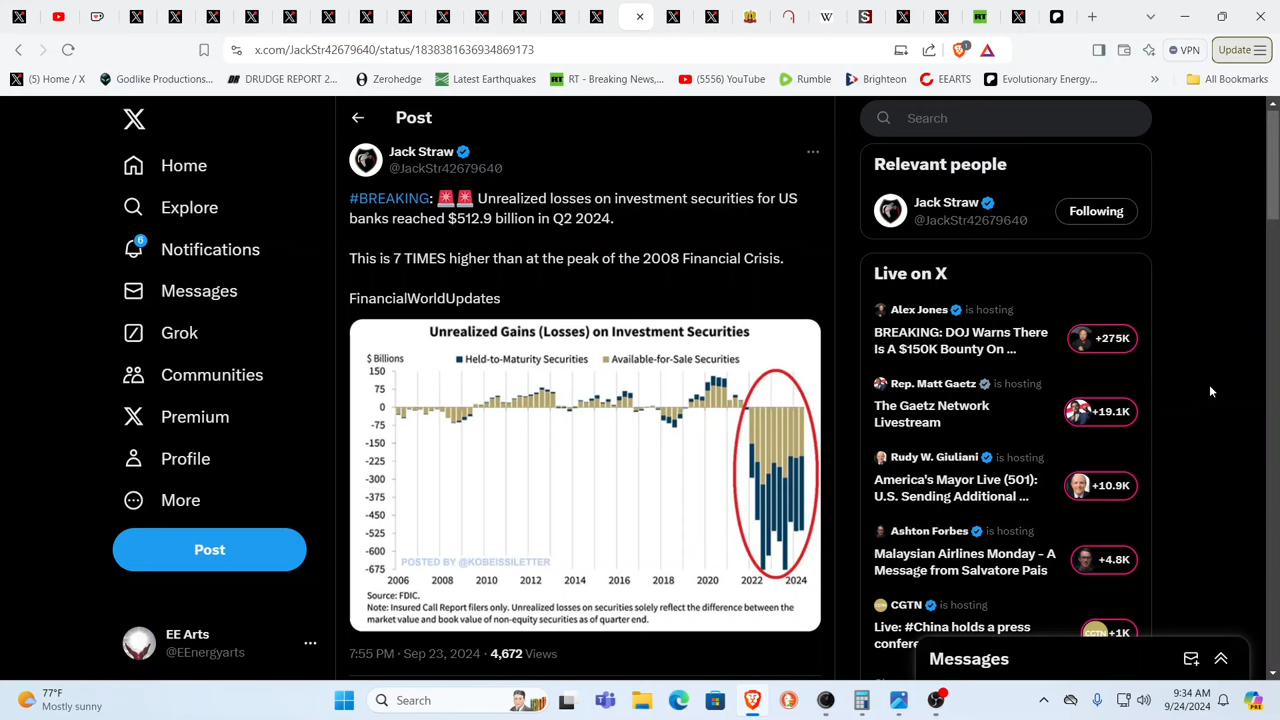 x.com/JackStr42679640/status/1838381636934869173
VPN
Update
(5) Home / X
Godlike Productions...
DRUDGE REPORT 2...
Zerohedge
Latest Earthquakes
RT - Breaking News,...
(5556) YouTube
Rumble
Brighteon
EEARTS
Evolutionary Energy...
»
All Bookmarks
Home
Explore
6
Notifications
Messages
Grok
Communities
Premium
Profile
More
Post
EE Arts
@EEnergyarts
Post
Jack Straw
@JackStr42679640
#BREAKING: 🚨🚨 Unrealized losses on investment securities for US
banks reached $512.9 billion in Q2 2024.
This is 7 TIMES higher than at the peak of the 2008 Financial Crisis.
FinancialWorldUpdates
Unrealized Gains (Losses) on Investment Securities
$ Billions
Held-to-Maturity Securities
Available-for-Sale Securities
150
75
0
-75
-150
-225
-300
-375
-450
-525
-600
-675
POSTED BY @KOBEISSILETTER
2006 2008 2010 2012 2014 2016 2018 2020 2022 2024
Source: FDIC.
Note: Insured Call Report filers only. Unrealized losses on securities solely reflect the difference between the
market value and book value of non-equity securities as of quarter end.
7:55 PM · Sep 23, 2024 · 4,672 Views
Search
Relevant people
Jack Straw
@JackStr42679640
Following
Live on X
Alex Jones is hosting
BREAKING: DOJ Warns There
Is A $150K Bounty On ...
+275K
Rep. Matt Gaetz is hosting
The Gaetz Network
Livestream
+19.1K
Rudy W. Giuliani is hosting
America's Mayor Live (501):
U.S. Sending Additional ...
+10.9K
Ashton Forbes is hosting
Malaysian Airlines Monday – A
Message from Salvatore Pais
+4.8K
CGTN is hosting
Live: #China holds a press
confere
+1K
Messages
77°F
Mostly sunny
Search
9:34 AM
9/24/2024